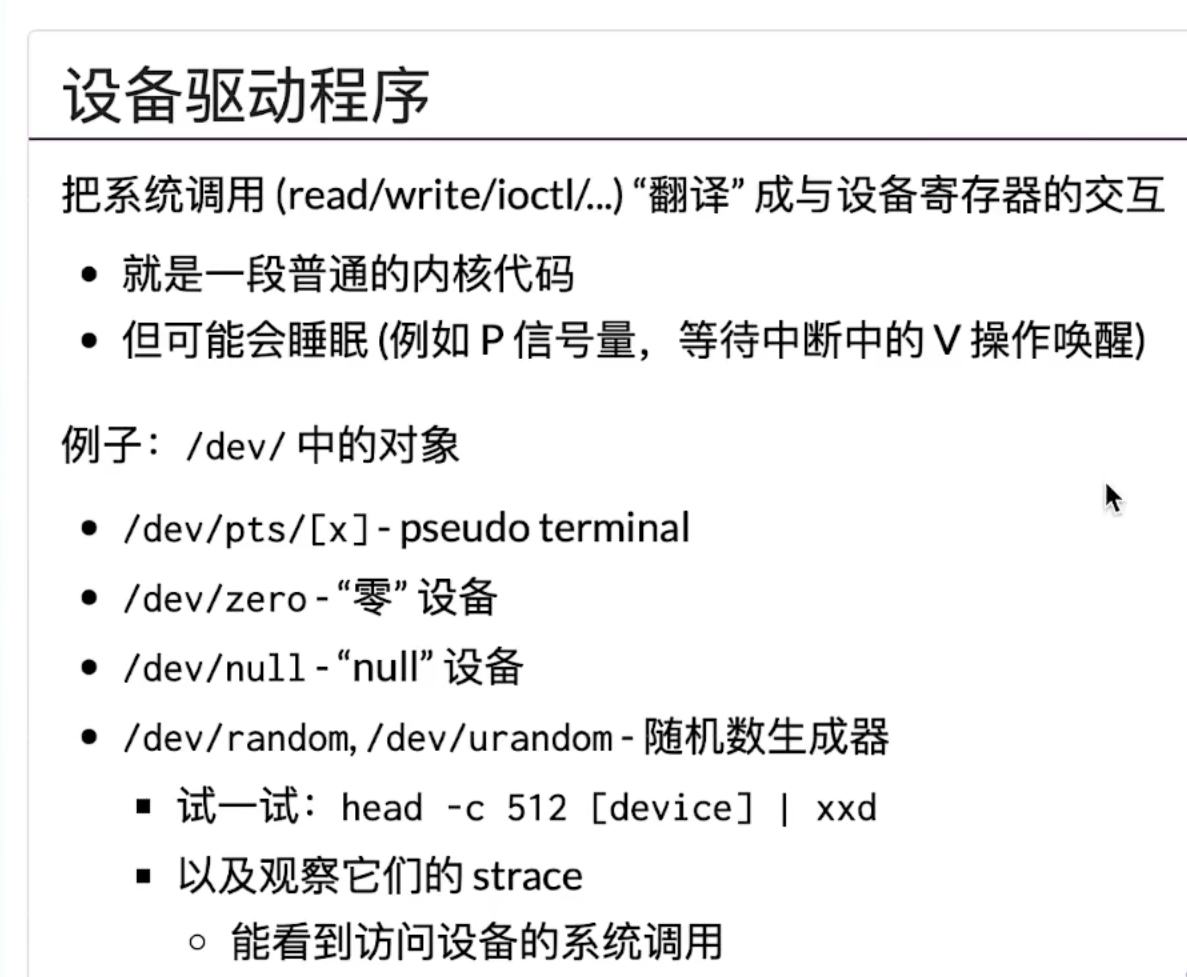 设备驱动程序
把系统调用 (read/write/ioctl/...) “翻译” 成与设备寄存器的交互
• 就是一段普通的内核代码
• 但可能会睡眠 (例如 P 信号量，等待中断中的 V 操作唤醒)
例子：/dev/ 中的对象
• /dev/pts/[x] - pseudo terminal
• /dev/zero - “零” 设备
• /dev/null - “null” 设备
• /dev/random, /dev/urandom - 随机数生成器
▪ 试一试：head -c 512 [device] | xxd
▪ 以及观察它们的 strace
○ 能看到访问设备的系统调用